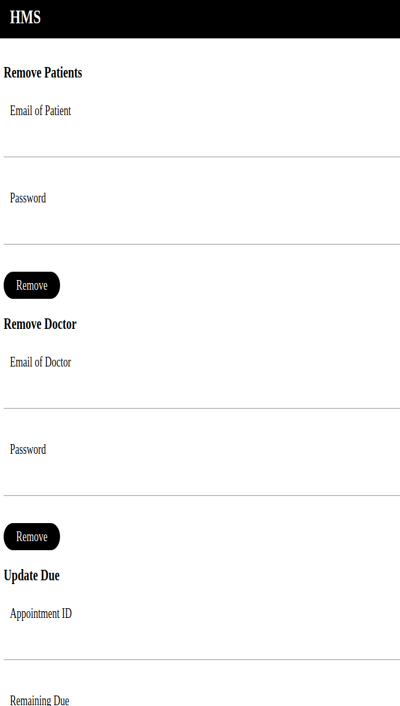 HMS
Remove Patients
Email of Patient
Password
Remove
Remove Doctor
Email of Doctor
Password
Remove
Update Due
Appointment ID
Remaining Due